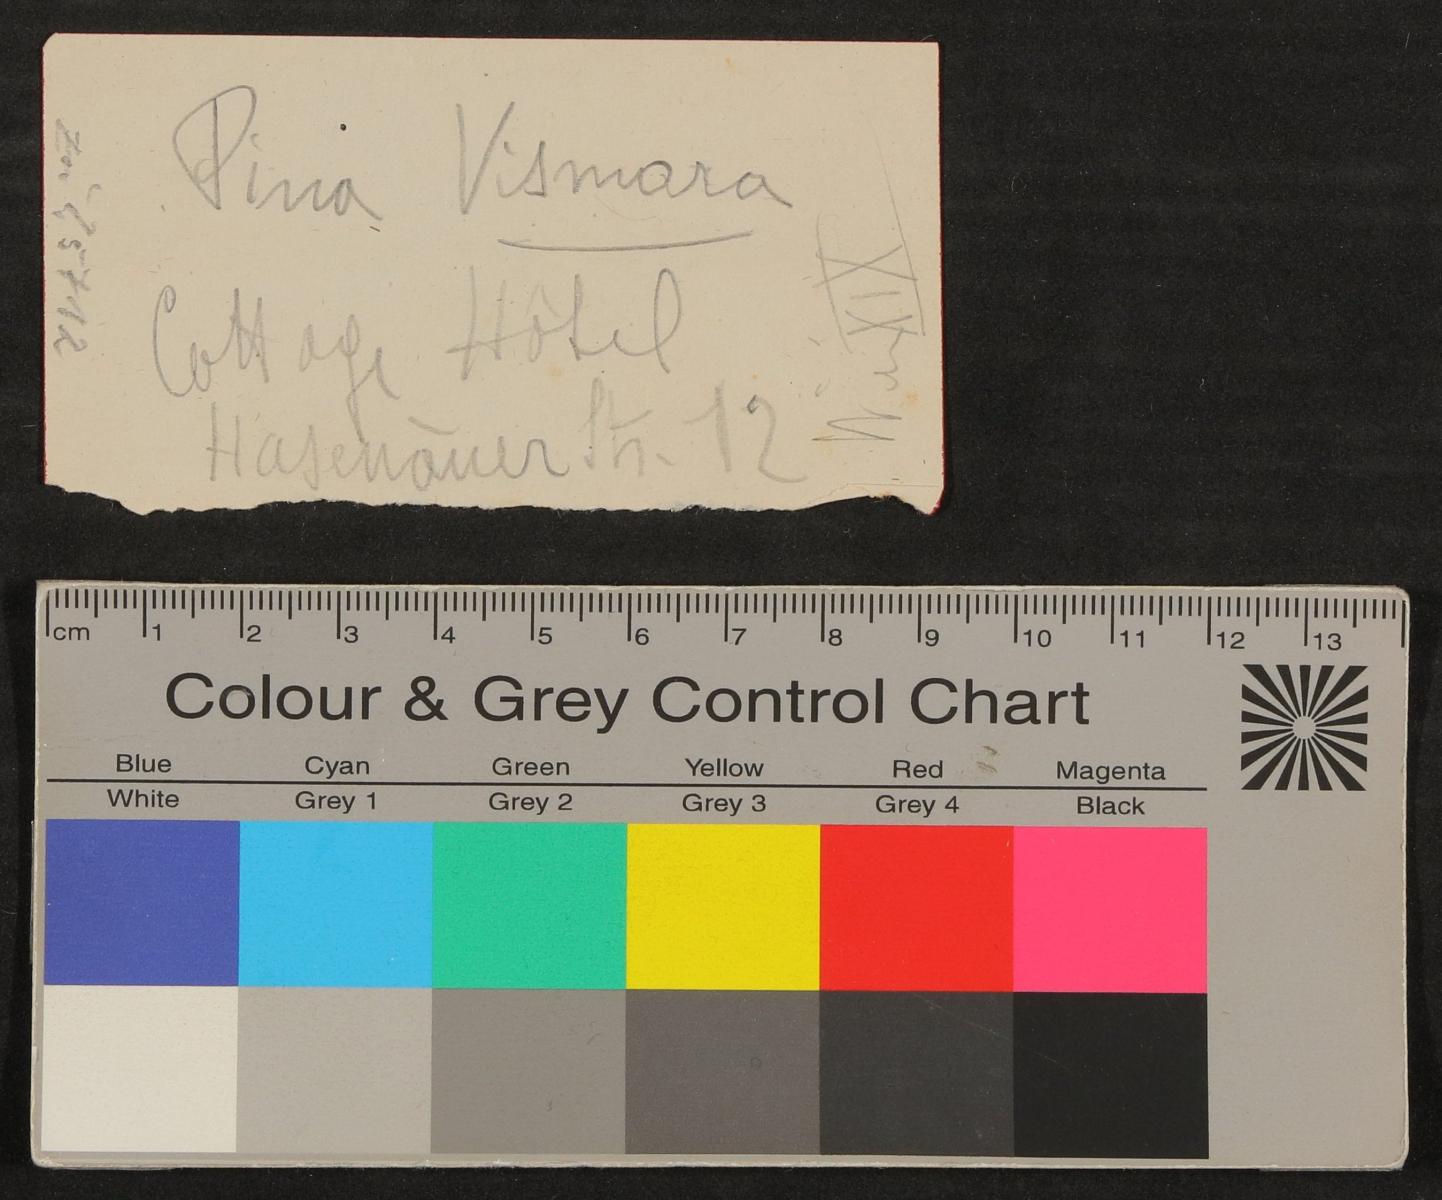 Pina Vismara
Cottage Hôtel
Hasenauer Str. 12
Wien XIX
cm 1 2 3 4 5 6 7 8 9 10 11 12 13
Colour & Grey Control Chart
Blue Cyan Green Yellow Red Magenta
White Grey 1 Grey 2 Grey 3 Grey 4 Black